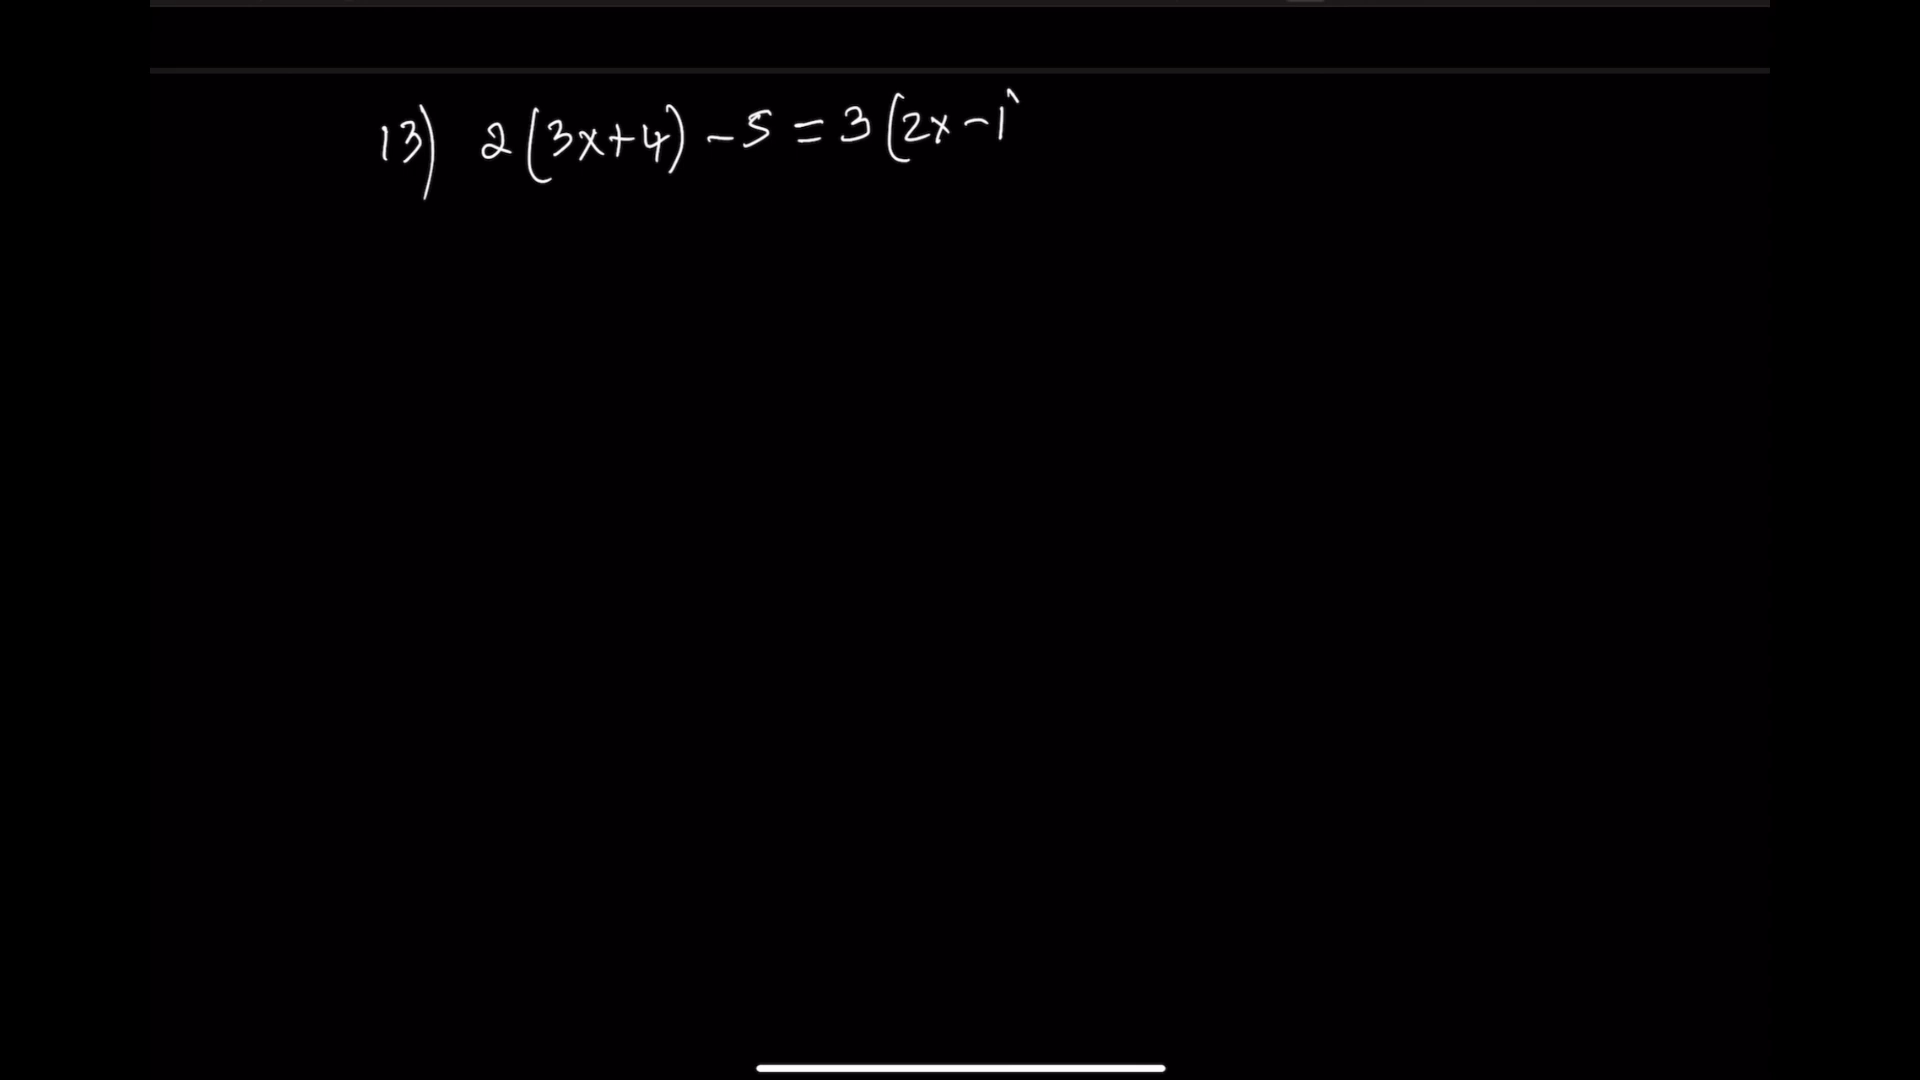 13) 2(3x+4) -5 = 3(2x-1